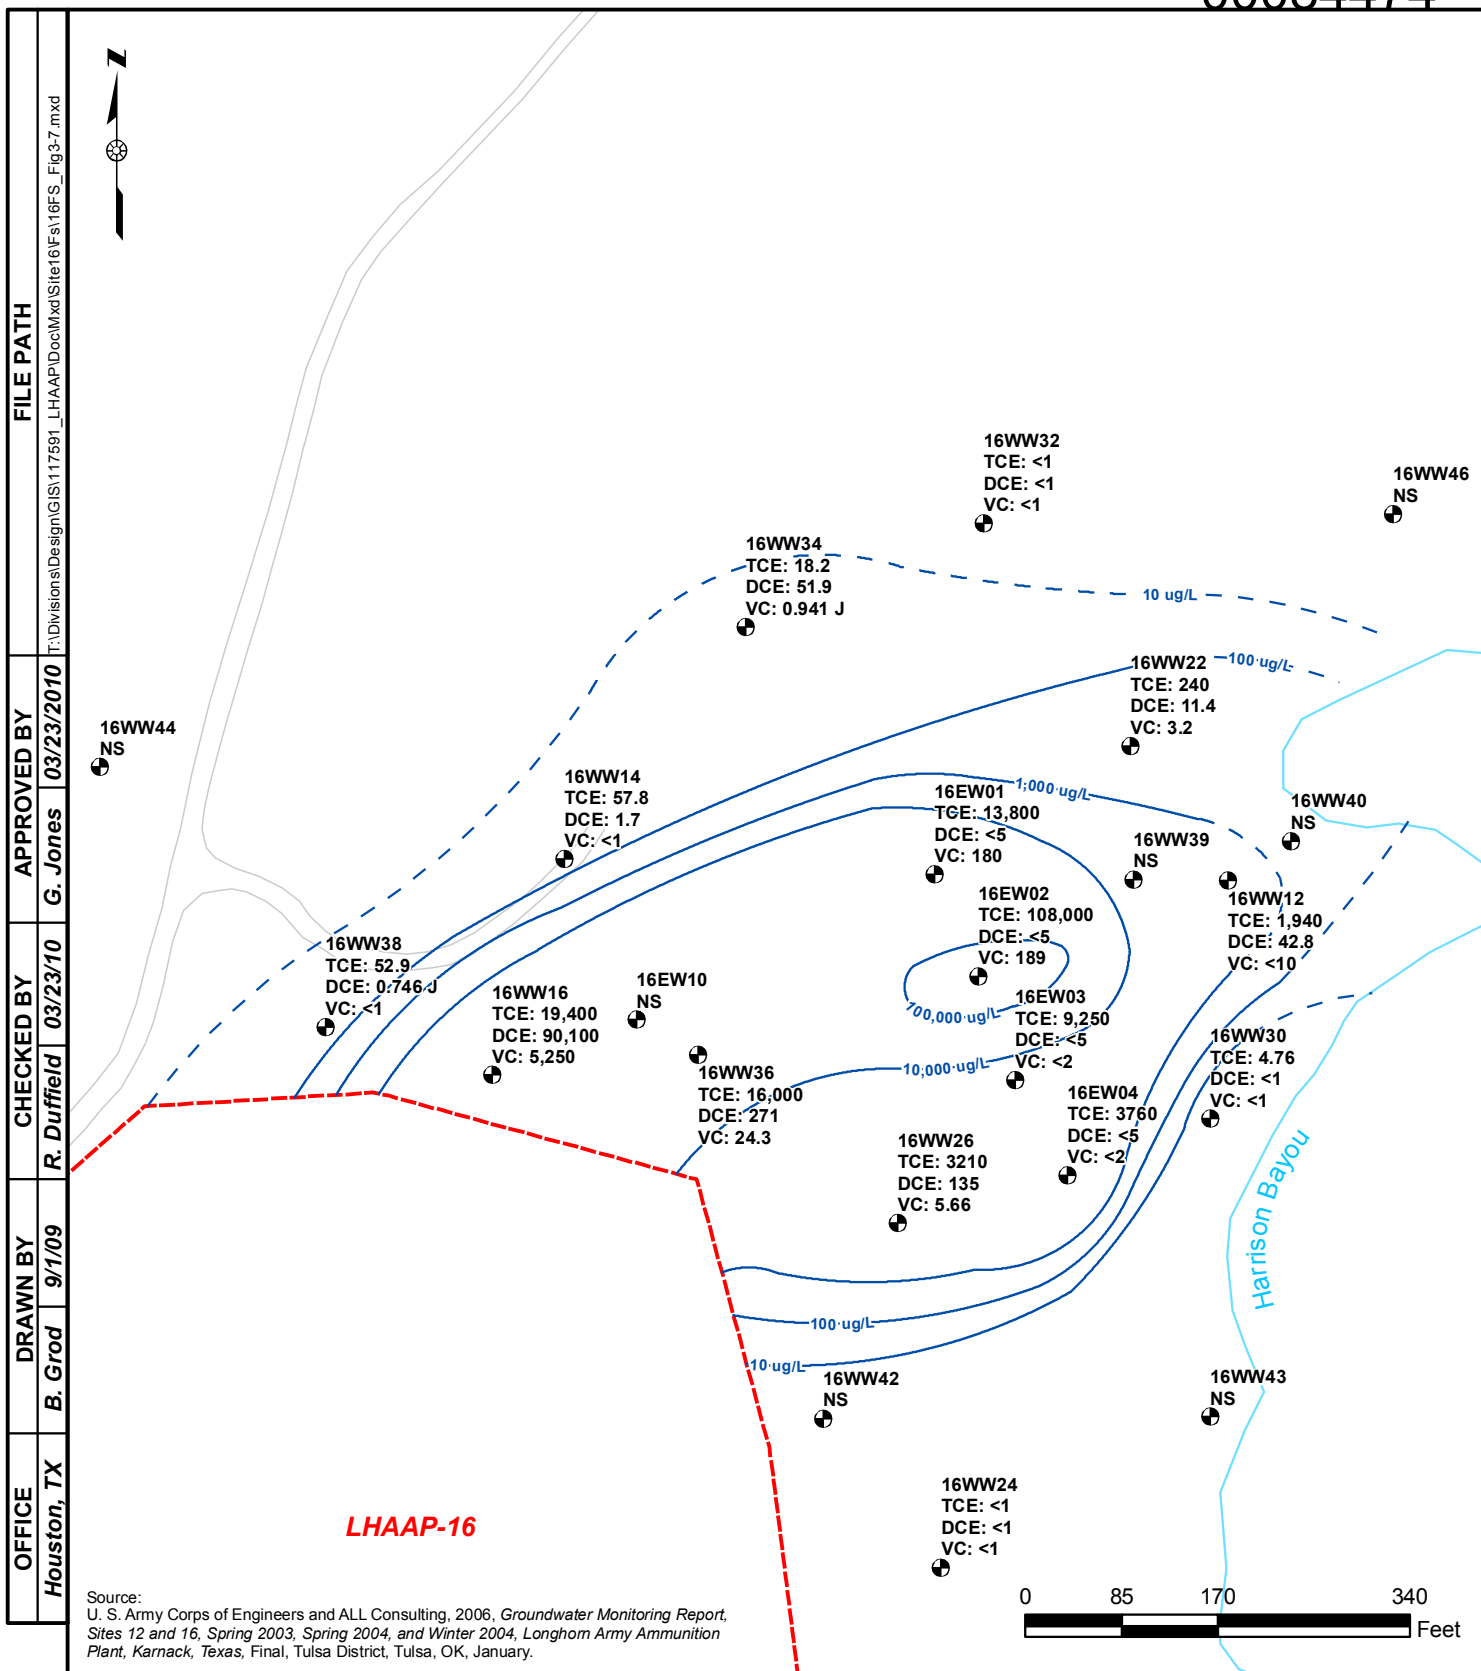 FILE PATH
T:\Divisions\Design\GIS\117591_LHAAP\Doc\Mxd\Site16\Fs\16FS_Fig3-7.mxd
APPROVED BY
G. Jones 03/23/2010
CHECKED BY
R. Duffield 03/23/10
DRAWN BY
B. Grod 9/1/09
OFFICE
Houston, TX
z
16WW32
TCE: <1
DCE: <1
VC: <1
16WW46
NS
16WW34
TCE: 18.2
DCE: 51.9
VC: 0.941 J
10 ug/L
16WW22
TCE: 240
DCE: 11.4
VC: 3.2
100 ug/L
16WW44
NS
16WW14
TCE: 57.8
DCE: 1.7
VC: <1
1,000 ug/L
16EW01
TCE: 13,800
DCE: <5
VC: 180
16WW40
NS
16WW39
NS
16EW02
TCE: 108,000
DCE: <5
VC: 189
16WW12
TCE: 1,940
DCE: 42.8
VC: <10
16WW38
TCE: 52.9
DCE: 0.746 J
VC: <1
16WW16
TCE: 19,400
DCE: 90,100
VC: 5,250
16EW10
NS
100,000 ug/L
16EW03
TCE: 9,250
DCE: <5
VC: <2
16WW30
TCE: 4.76
DCE: <1
VC: <1
10,000 ug/L
16WW36
TCE: 16,000
DCE: 271
VC: 24.3
16EW04
TCE: 3760
DCE: <5
VC: <2
16WW26
TCE: 3210
DCE: 135
VC: 5.66
Harrison Bayou
100 ug/L
10 ug/L
16WW42
NS
16WW43
NS
16WW24
TCE: <1
DCE: <1
VC: <1
LHAAP-16
Source:
U. S. Army Corps of Engineers and ALL Consulting, 2006, Groundwater Monitoring Report,
Sites 12 and 16, Spring 2003, Spring 2004, and Winter 2004, Longhorn Army Ammunition
Plant, Karnack, Texas, Final, Tulsa District, Tulsa, OK, January.
0 85 170 340
Feet